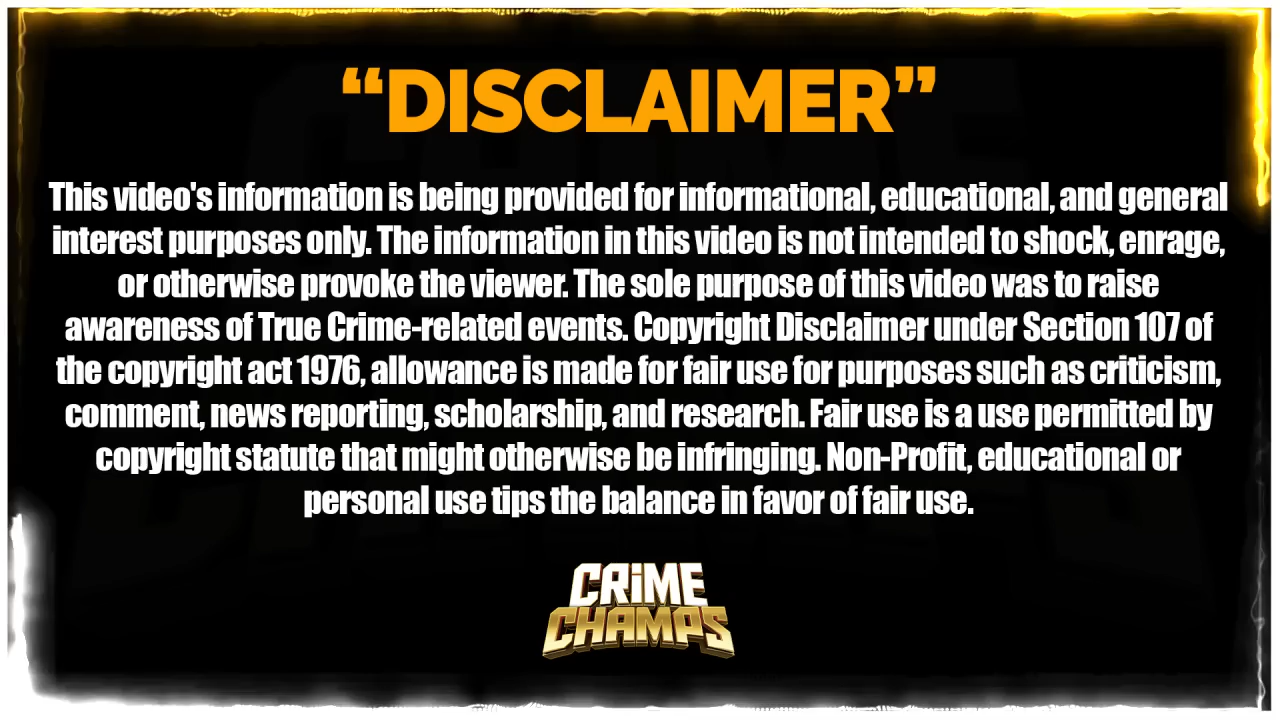 “DISCLAIMER”
This video's information is being provided for informational, educational, and general
interest purposes only. The information in this video is not intended to shock, enrage,
or otherwise provoke the viewer. The sole purpose of this video was to raise
awareness of True Crime-related events. Copyright Disclaimer under Section 107 of
the copyright act 1976, allowance is made for fair use for purposes such as criticism,
comment, news reporting, scholarship, and research. Fair use is a use permitted by
copyright statute that might otherwise be infringing. Non-Profit, educational or
personal use tips the balance in favor of fair use.
CRiME
CHAMPS